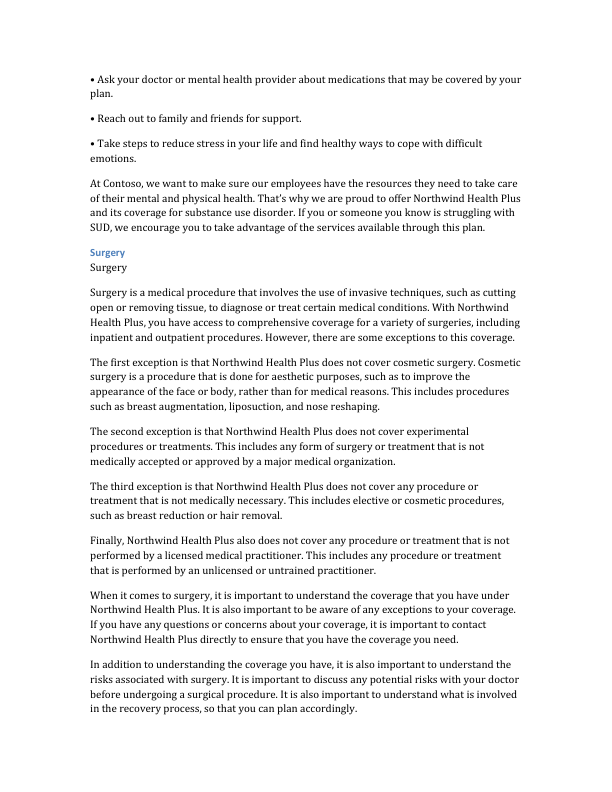 • Ask your doctor or mental health provider about medications that may be covered by your
plan.
• Reach out to family and friends for support.
• Take steps to reduce stress in your life and find healthy ways to cope with difficult
emotions.
At Contoso, we want to make sure our employees have the resources they need to take care
of their mental and physical health. That's why we are proud to offer Northwind Health Plus
and its coverage for substance use disorder. If you or someone you know is struggling with
SUD, we encourage you to take advantage of the services available through this plan.
Surgery
Surgery
Surgery is a medical procedure that involves the use of invasive techniques, such as cutting
open or removing tissue, to diagnose or treat certain medical conditions. With Northwind
Health Plus, you have access to comprehensive coverage for a variety of surgeries, including
inpatient and outpatient procedures. However, there are some exceptions to this coverage.
The first exception is that Northwind Health Plus does not cover cosmetic surgery. Cosmetic
surgery is a procedure that is done for aesthetic purposes, such as to improve the
appearance of the face or body, rather than for medical reasons. This includes procedures
such as breast augmentation, liposuction, and nose reshaping.
The second exception is that Northwind Health Plus does not cover experimental
procedures or treatments. This includes any form of surgery or treatment that is not
medically accepted or approved by a major medical organization.
The third exception is that Northwind Health Plus does not cover any procedure or
treatment that is not medically necessary. This includes elective or cosmetic procedures,
such as breast reduction or hair removal.
Finally, Northwind Health Plus also does not cover any procedure or treatment that is not
performed by a licensed medical practitioner. This includes any procedure or treatment
that is performed by an unlicensed or untrained practitioner.
When it comes to surgery, it is important to understand the coverage that you have under
Northwind Health Plus. It is also important to be aware of any exceptions to your coverage.
If you have any questions or concerns about your coverage, it is important to contact
Northwind Health Plus directly to ensure that you have the coverage you need.
In addition to understanding the coverage you have, it is also important to understand the
risks associated with surgery. It is important to discuss any potential risks with your doctor
before undergoing a surgical procedure. It is also important to understand what is involved
in the recovery process, so that you can plan accordingly.